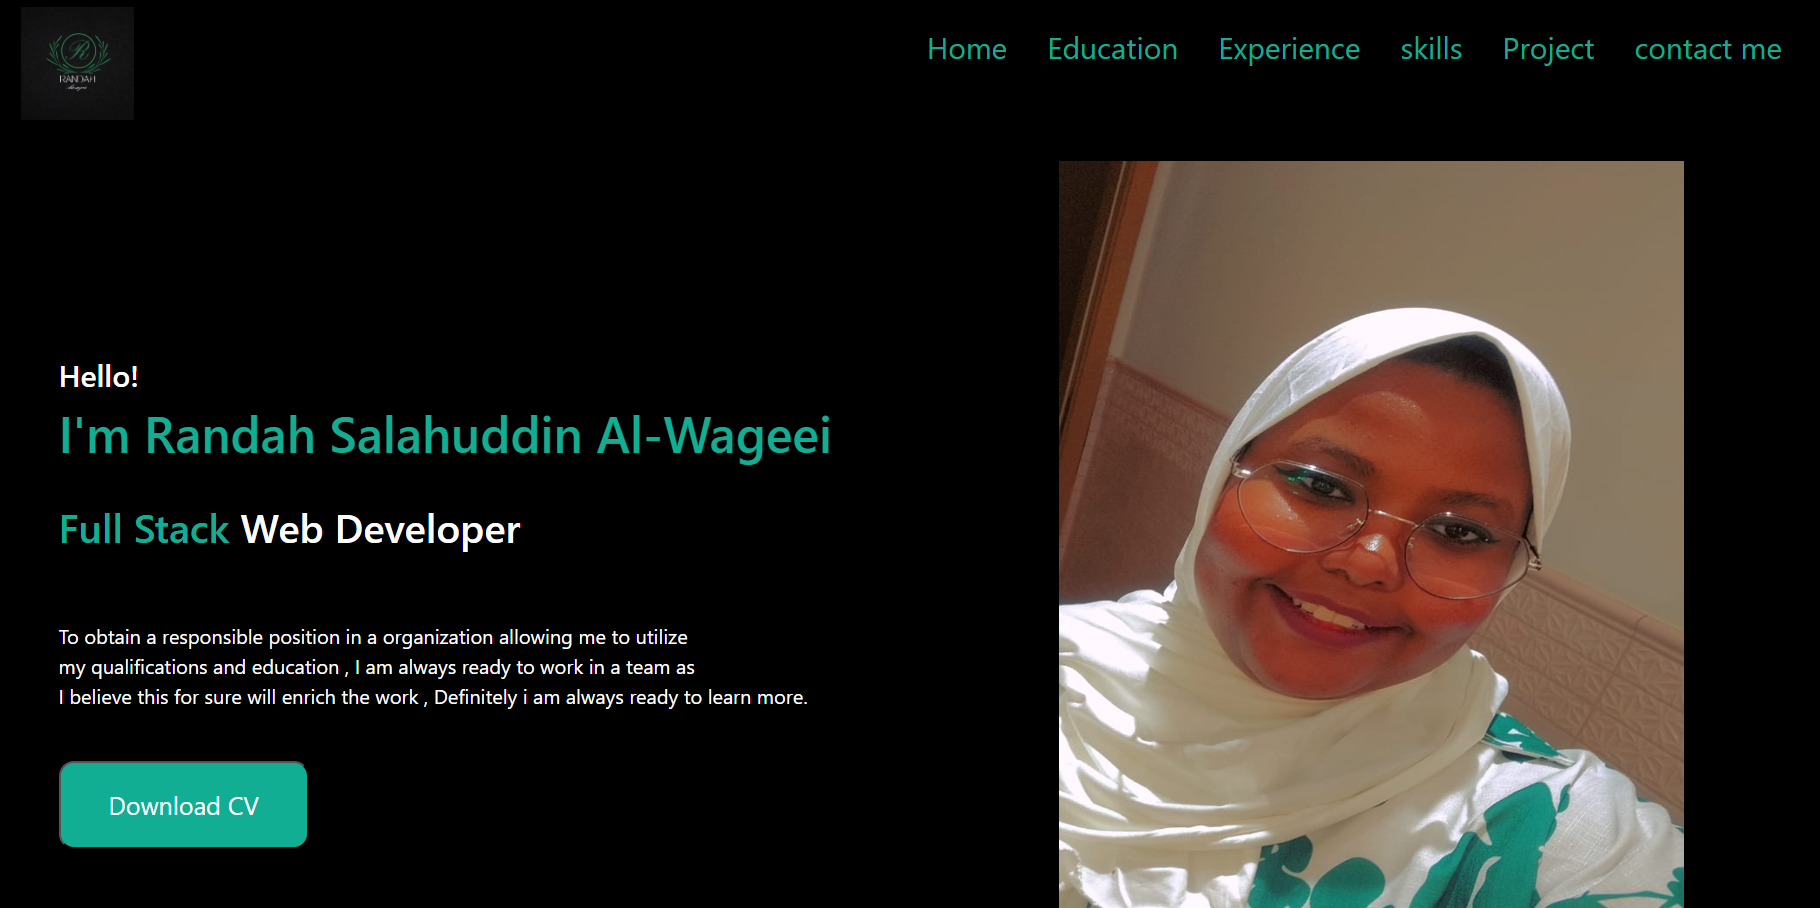 RANDAH
Home Education Experience skills Project contact me
Hello!
I'm Randah Salahuddin Al-Wageei
Full Stack Web Developer
To obtain a responsible position in a organization allowing me to utilize
my qualifications and education , I am always ready to work in a team as
I believe this for sure will enrich the work , Definitely i am always ready to learn more.
Download CV